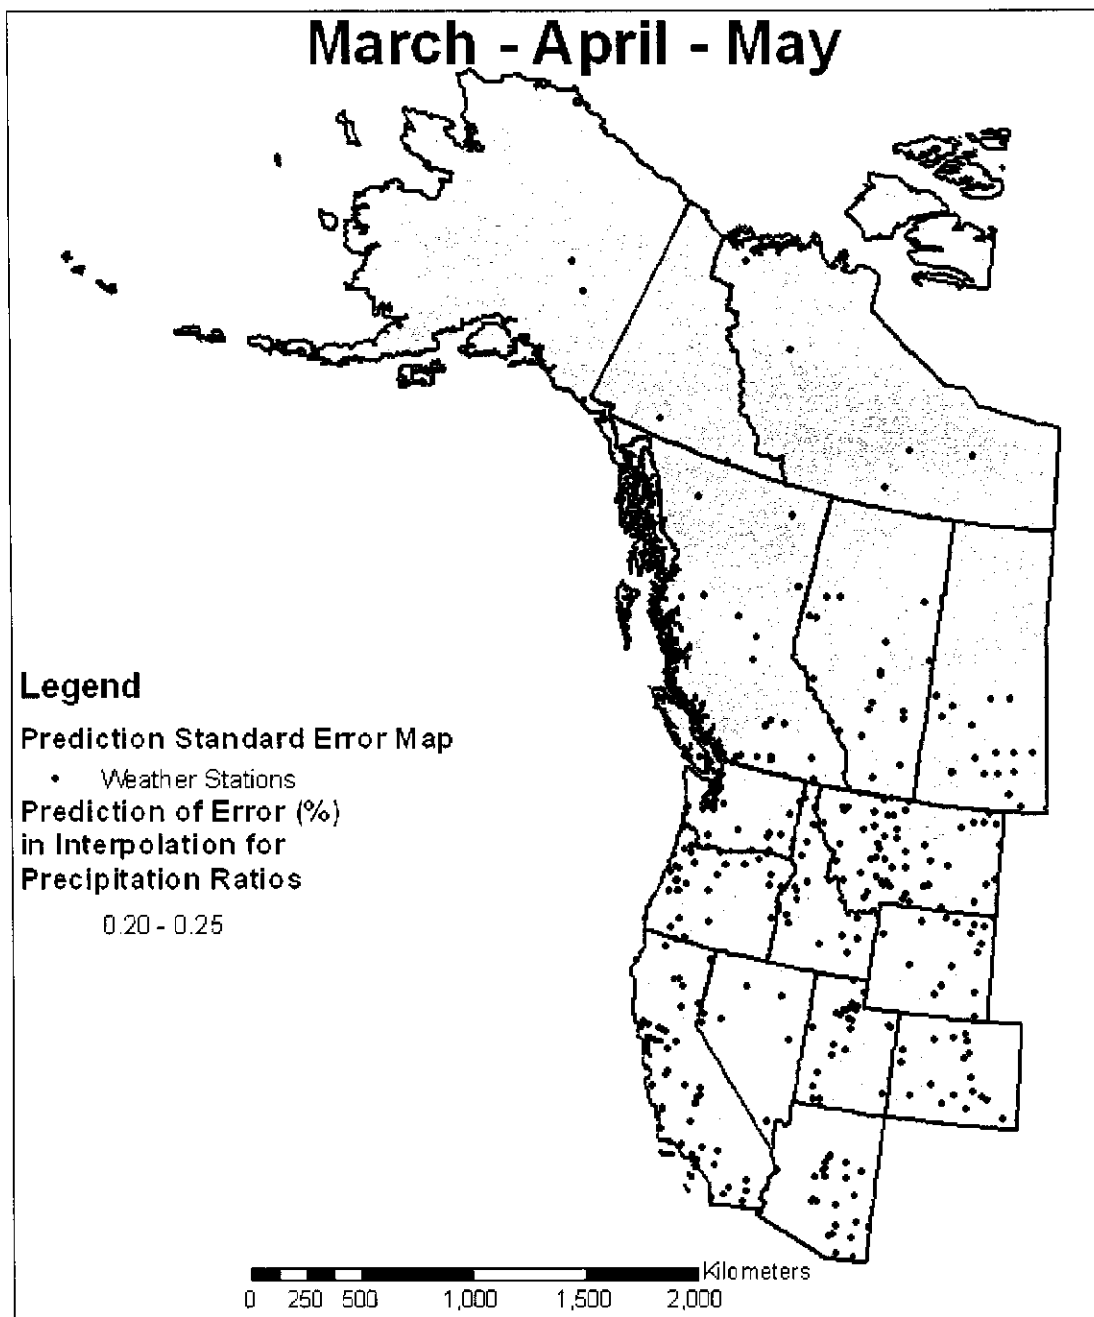 March - April - May
Legend
Prediction Standard Error Map
Weather Stations
Prediction of Error (%)
in Interpolation for
Precipitation Ratios
0.20 - 0.25
Kilometers
0 250 500 1,000 1,500 2,000